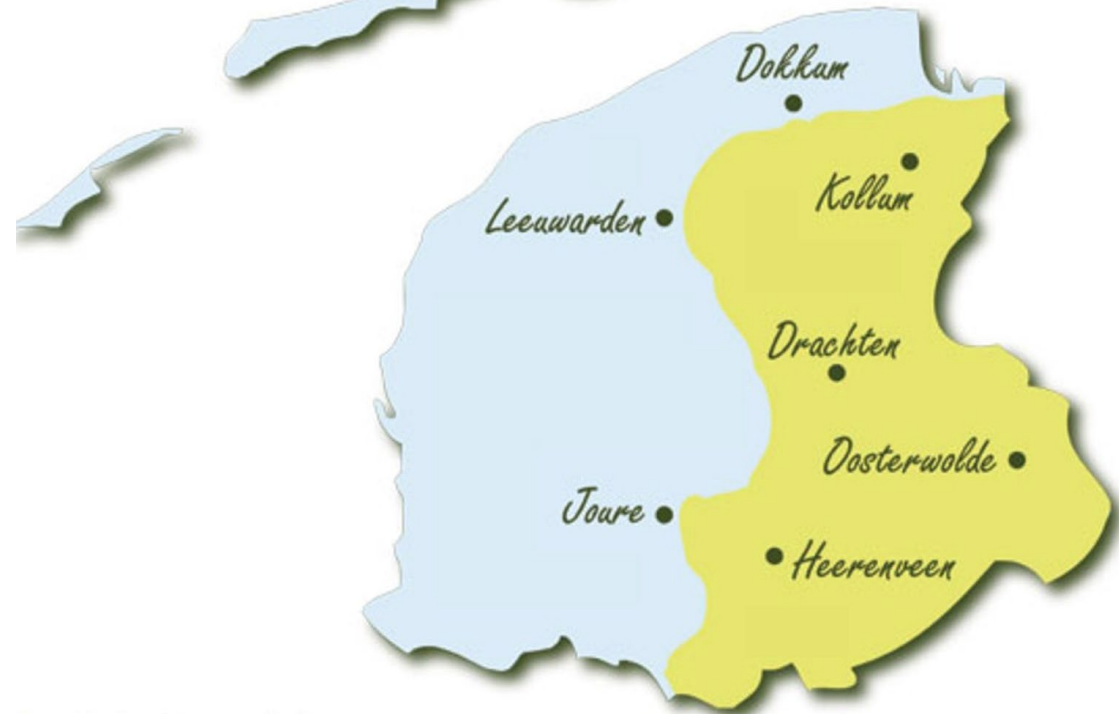 Dokkum
Kollum
Leeuwarden
Drachten
Oosterwolde
Joure
Heerenveen